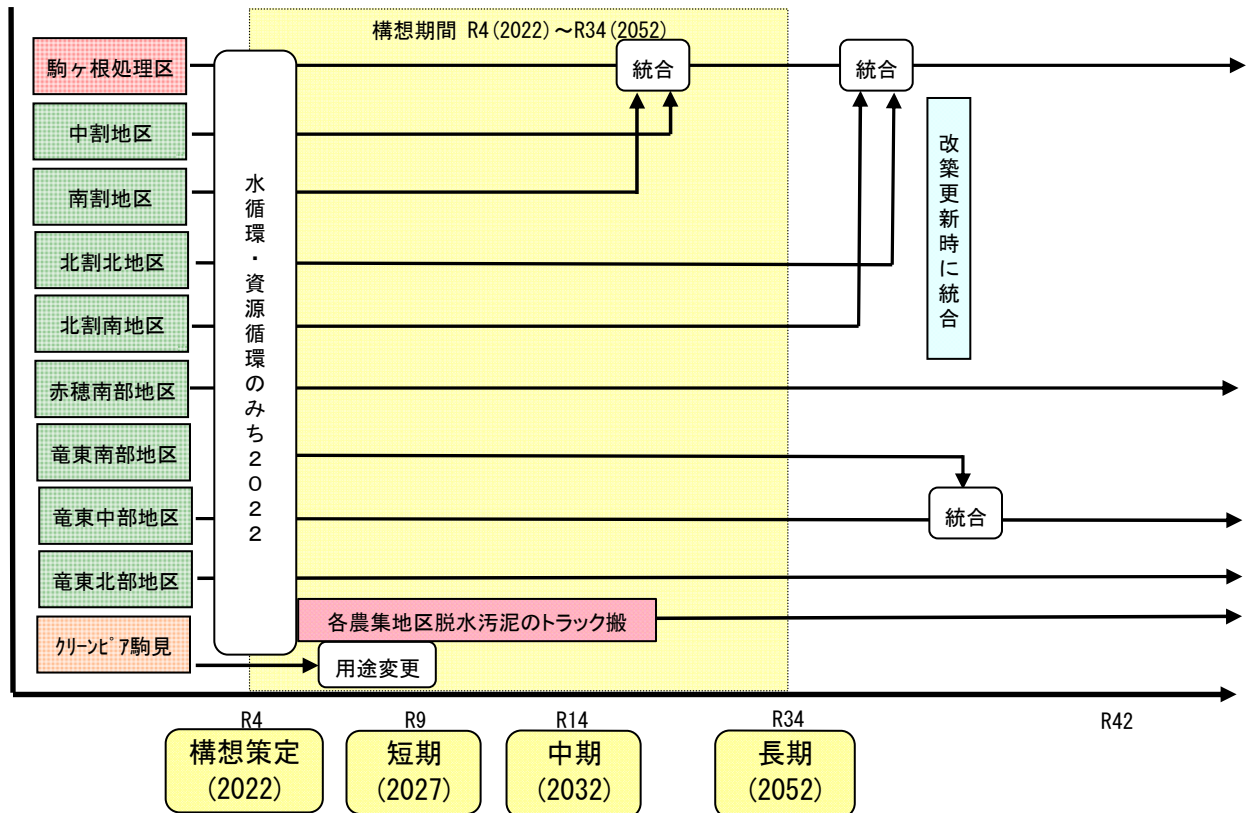 構想期間 R4(2022)～R34(2052)
駒ヶ根処理区
統合
統合
中割地区
南割地区
北割北地区
北割南地区
赤穂南部地区
竜東南部地区
竜東中部地区
統合
竜東北部地区
ｸﾘｰﾝﾋﾟｱ駒見
水循環・資源循環のみち２０２２
改築更新時に統合
各農集地区脱水汚泥のトラック搬
用途変更
R4
R9
R14
R34
R42
構想策定
(2022)
短期
(2027)
中期
(2032)
長期
(2052)